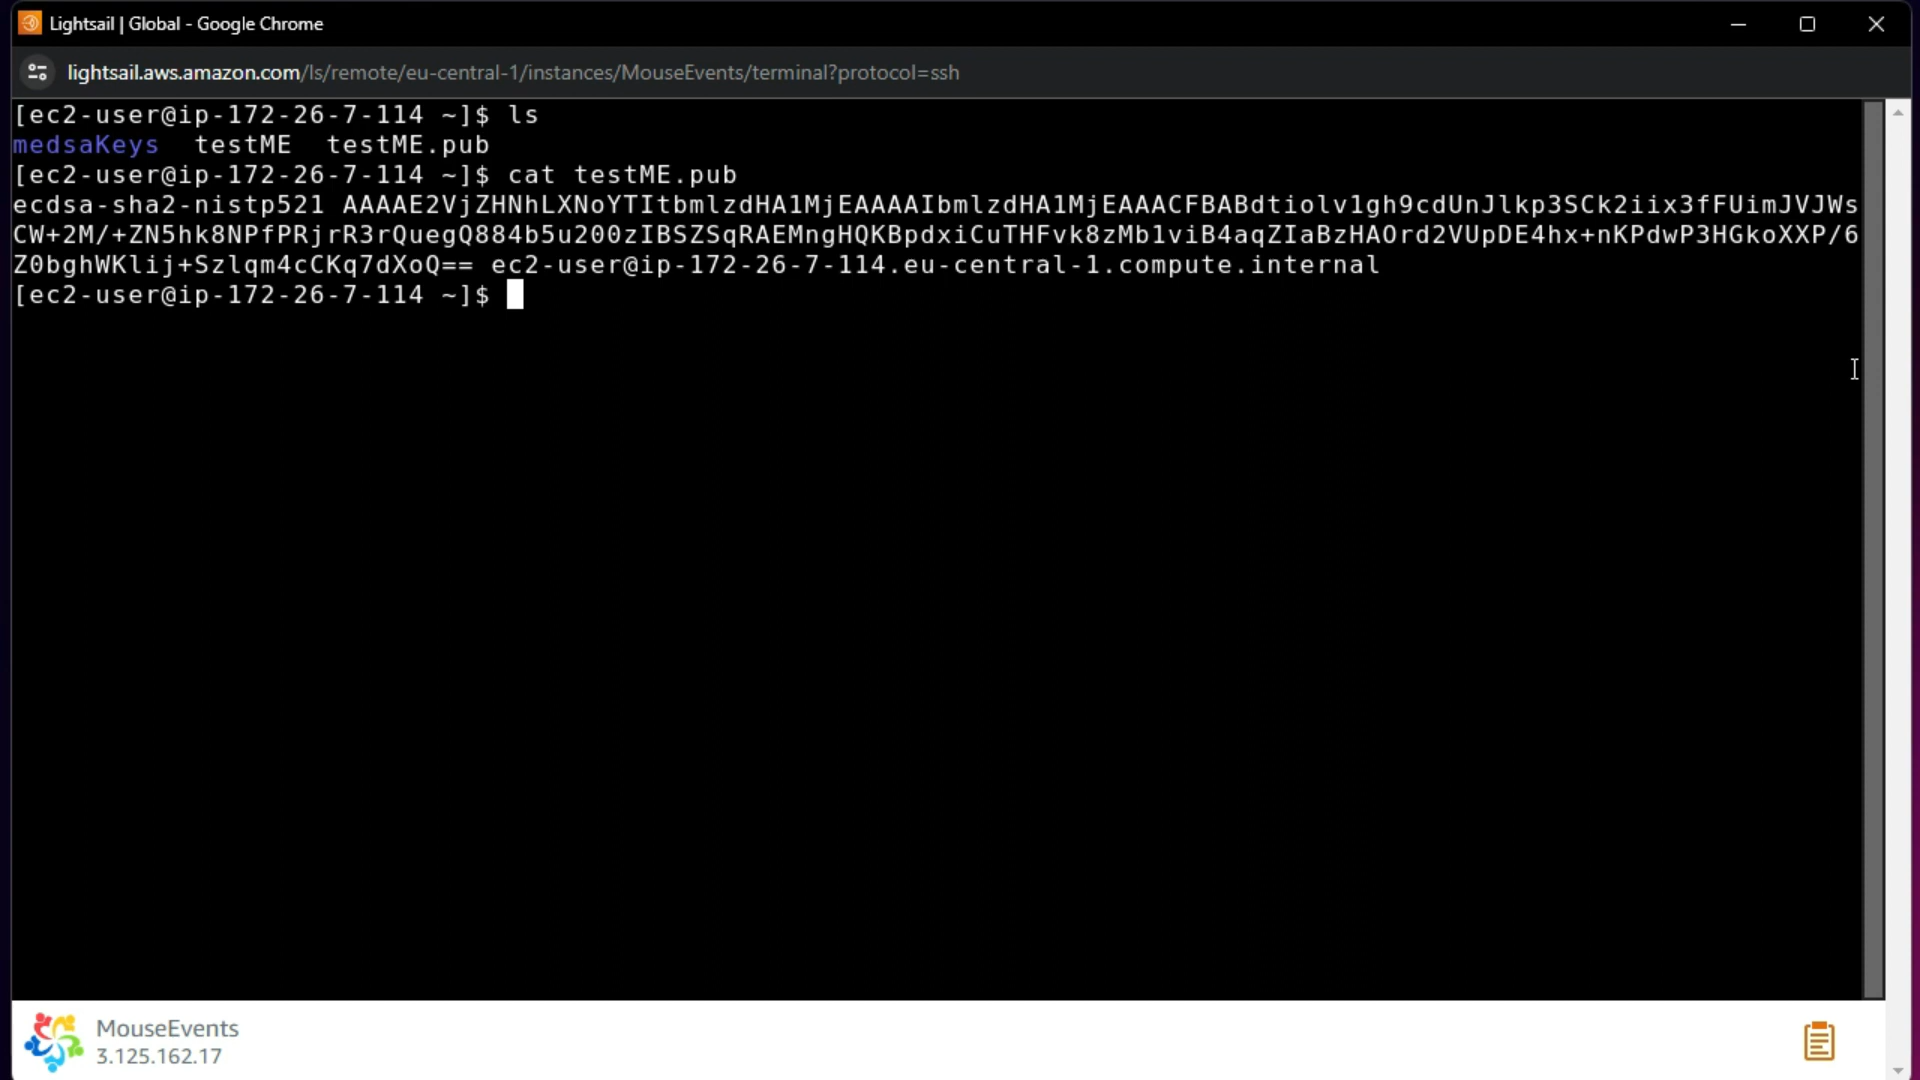 Lightsail | Global - Google Chrome
lightsail.aws.amazon.com/ls/remote/eu-central-1/instances/MouseEvents/terminal?protocol=ssh
[ec2-user@ip-172-26-7-114 ~]$ ls
medsaKeys  testME  testME.pub
[ec2-user@ip-172-26-7-114 ~]$ cat testME.pub
ecdsa-sha2-nistp521 AAAAE2VjZHNhLXNoYTItbmlzdHA1MjEAAAAIbmlzdHA1MjEAAACFBABdtiolv1gh9cdUnJlkp3SCk2iix3fFUimJVJWs
CW+2M/+ZN5hk8NPfPRjrR3rQuegQ884b5u200zIBSZSqRAEMngHQKBpdxiCuTHFvk8zMb1viB4aqZIaBzHAOrd2VUpDE4hx+nKPdwP3HGkoXXP/6
Z0bghWKlij+Szlqm4cCKq7dXoQ== ec2-user@ip-172-26-7-114.eu-central-1.compute.internal
[ec2-user@ip-172-26-7-114 ~]$
MouseEvents
3.125.162.17